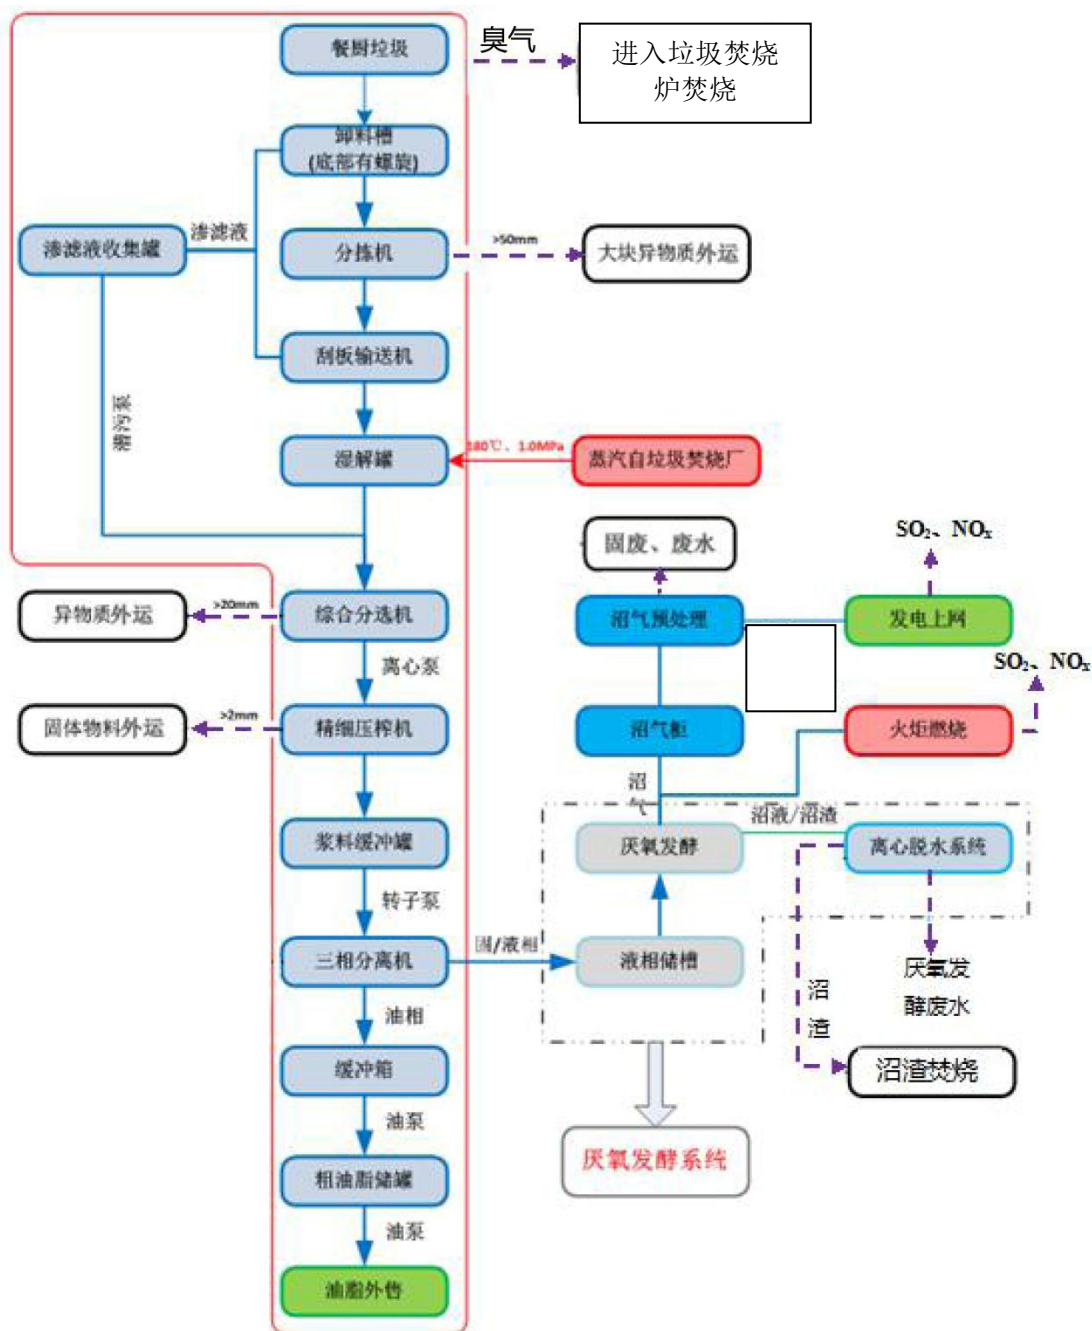 餐厨垃圾
臭气
进入垃圾焚烧
炉焚烧
卸料槽
(底部有螺旋)
渗滤液收集罐
渗滤液
分拣机
>50mm
大块异物质外运
刮板输送机
潜污泵
湿解罐
180℃、1.0MPa
蒸汽自垃圾焚烧厂
固废、废水
SO₂、NOₓ
异物质外运
>20mm
综合分选机
沼气预处理
发电上网
离心泵
SO₂、NOₓ
固体物料外运
>2mm
精细压榨机
沼气柜
火炬燃烧
沼
气
沼液/沼渣
浆料缓冲罐
厌氧发酵
离心脱水系统
转子泵
固/液相
三相分离机
液相储槽
沼
渣
厌氧发
酵废水
油相
缓冲箱
沼渣焚烧
油泵
厌氧发酵系统
粗油脂储罐
油泵
油脂外售